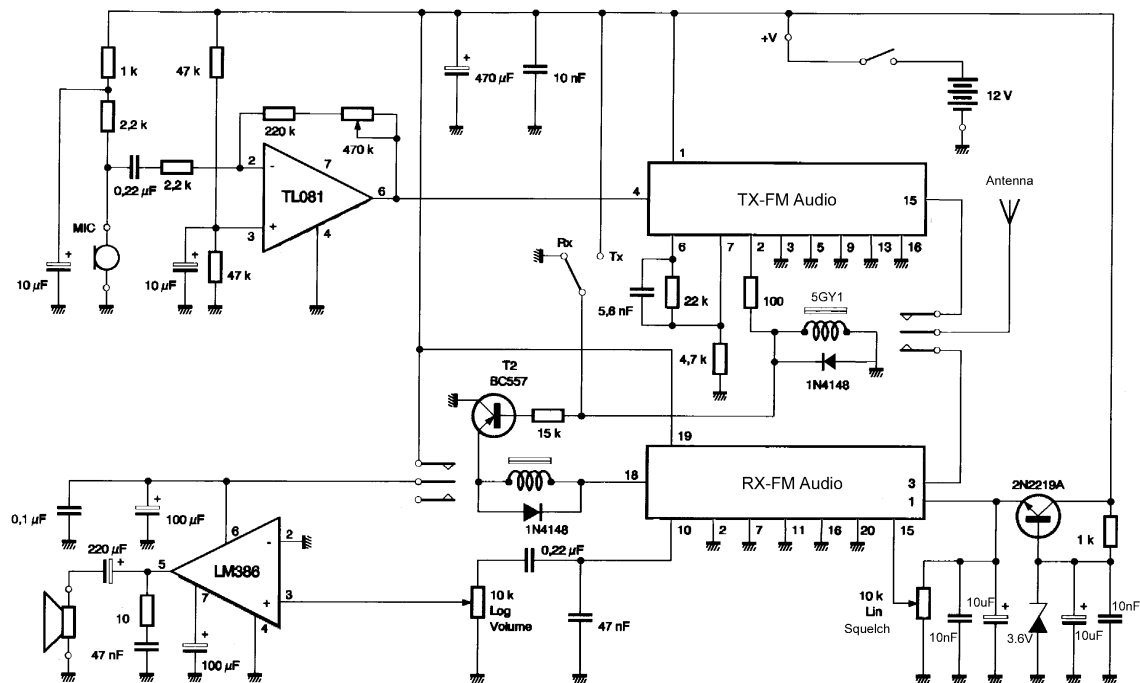 +V
1 k
47 k
+
470 µF
10 nF
12 V
2,2 k
220 k
470 k
0,22 µF
2,2 k
2
-
7
TL081
6
3
+
4
MIC
+
10 µF
+
10 µF
47 k
1
4
TX-FM Audio
15
6
7
2
3
5
9
13
16
Antenna
Rx
Tx
5,6 nF
22 k
100
5GY1
4,7 k
1N4148
T2
BC557
15 k
19
18
RX-FM Audio
3
1
10
2
7
11
16
20
15
2N2219A
1 k
1N4148
0,1 µF
+
100 µF
6
-
2
220 µF
+
5
LM386
7
+
3
4
10
47 nF
+
100 µF
0,22 µF
10 k
Log
Volume
47 nF
10 k
Lin
Squelch
10nF
10uF
+
3.6V
+
10uF
10nF